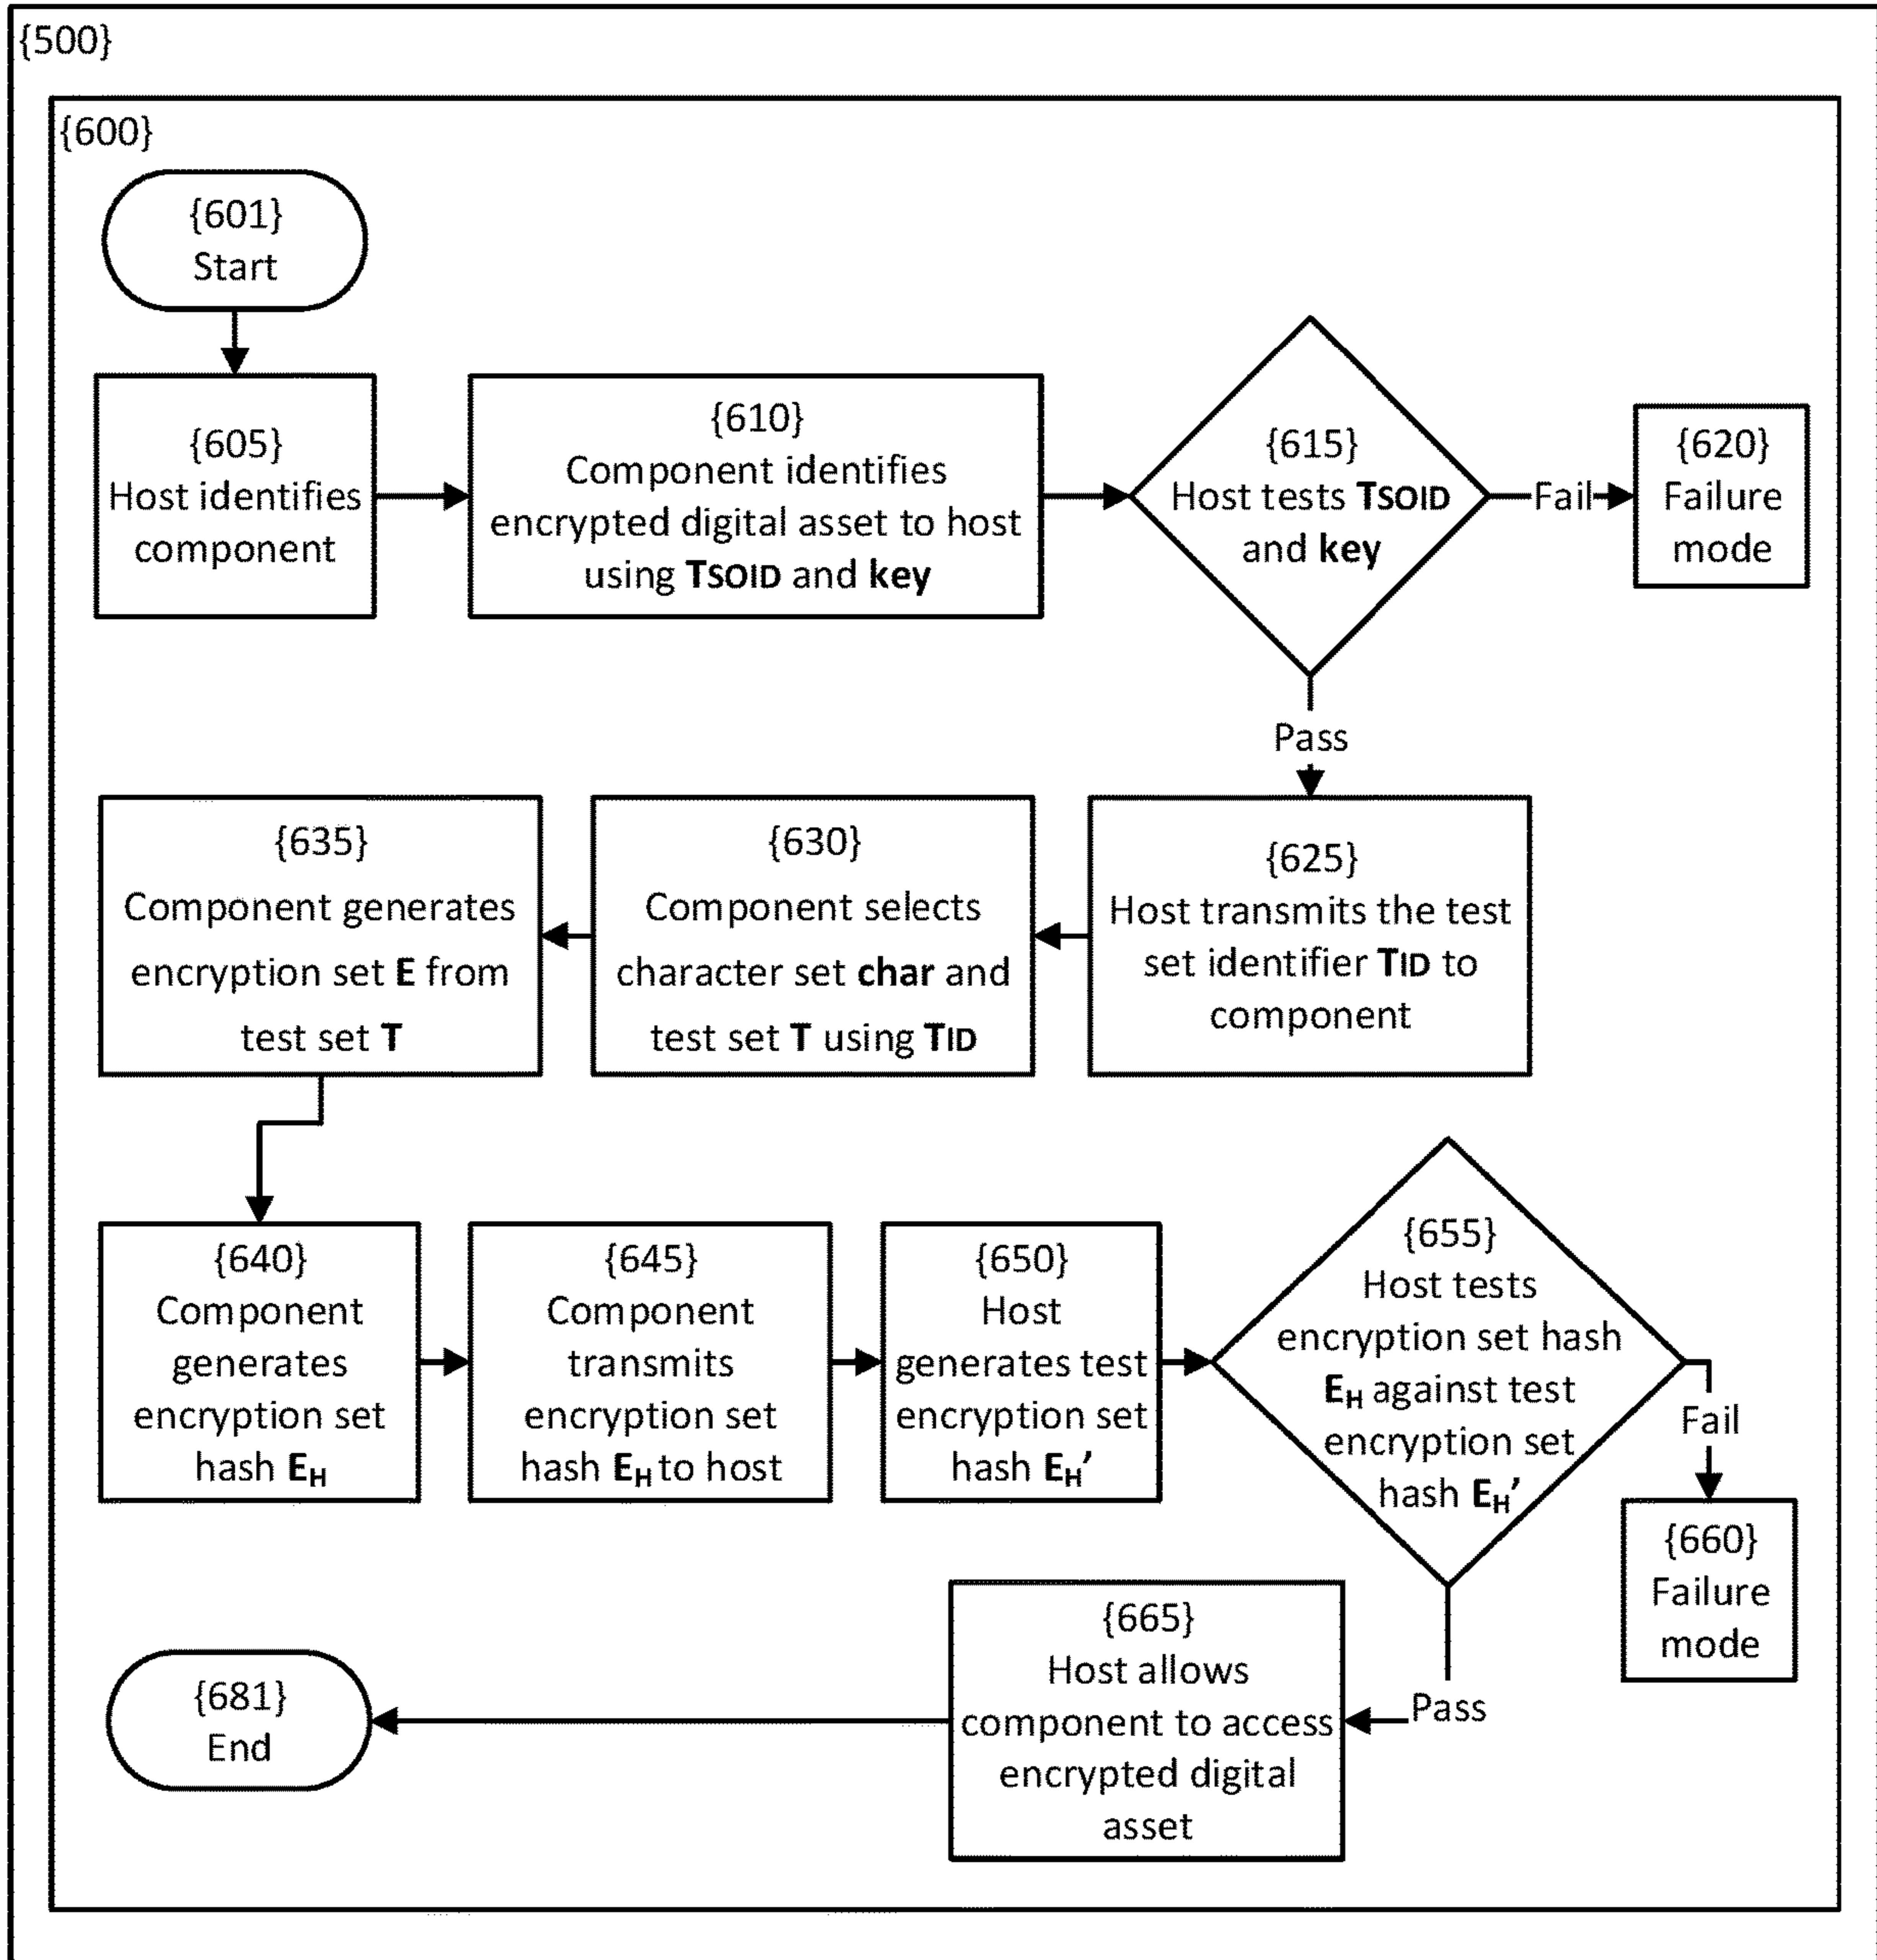 {500}
{600}
{601}
Start
{605}
Host identifies
component
{610}
Component identifies
encrypted digital asset to host
using TSOID and key
{615}
Host tests TSOID
and key
Fail
{620}
Failure
mode
Pass
{625}
Host transmits the test
set identifier TID to
component
{630}
Component selects
character set char and
test set T using TID
{635}
Component generates
encryption set E from
test set T
{640}
Component
generates
encryption set
hash EH
{645}
Component
transmits
encryption set
hash EH to host
{650}
Host
generates test
encryption set
hash EH’
{655}
Host tests
encryption set hash
EH against test
encryption set
hash EH’
Fail
{660}
Failure
mode
Pass
{665}
Host allows
component to access
encrypted digital
asset
{681}
End